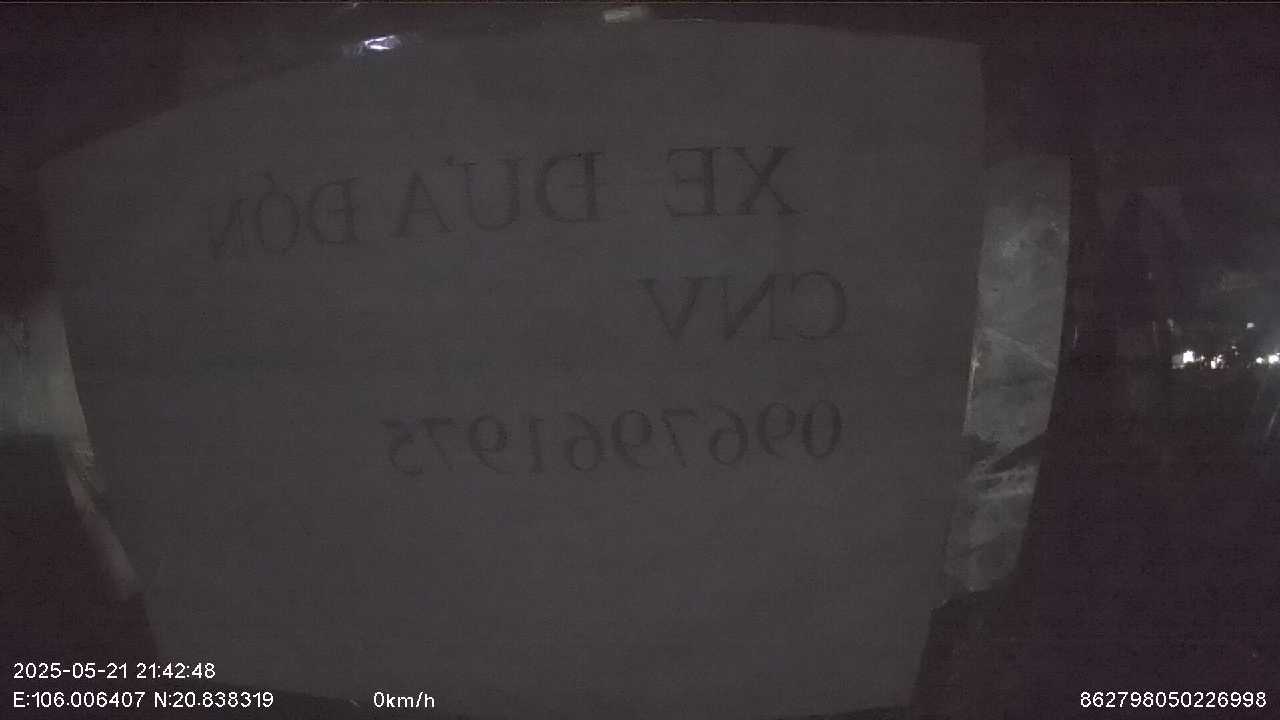 XE ĐƯA ĐÓN
CNV
0967961975
2025-05-21 21:42:48
E:106.006407 N:20.838319 0km/h
862798050226998